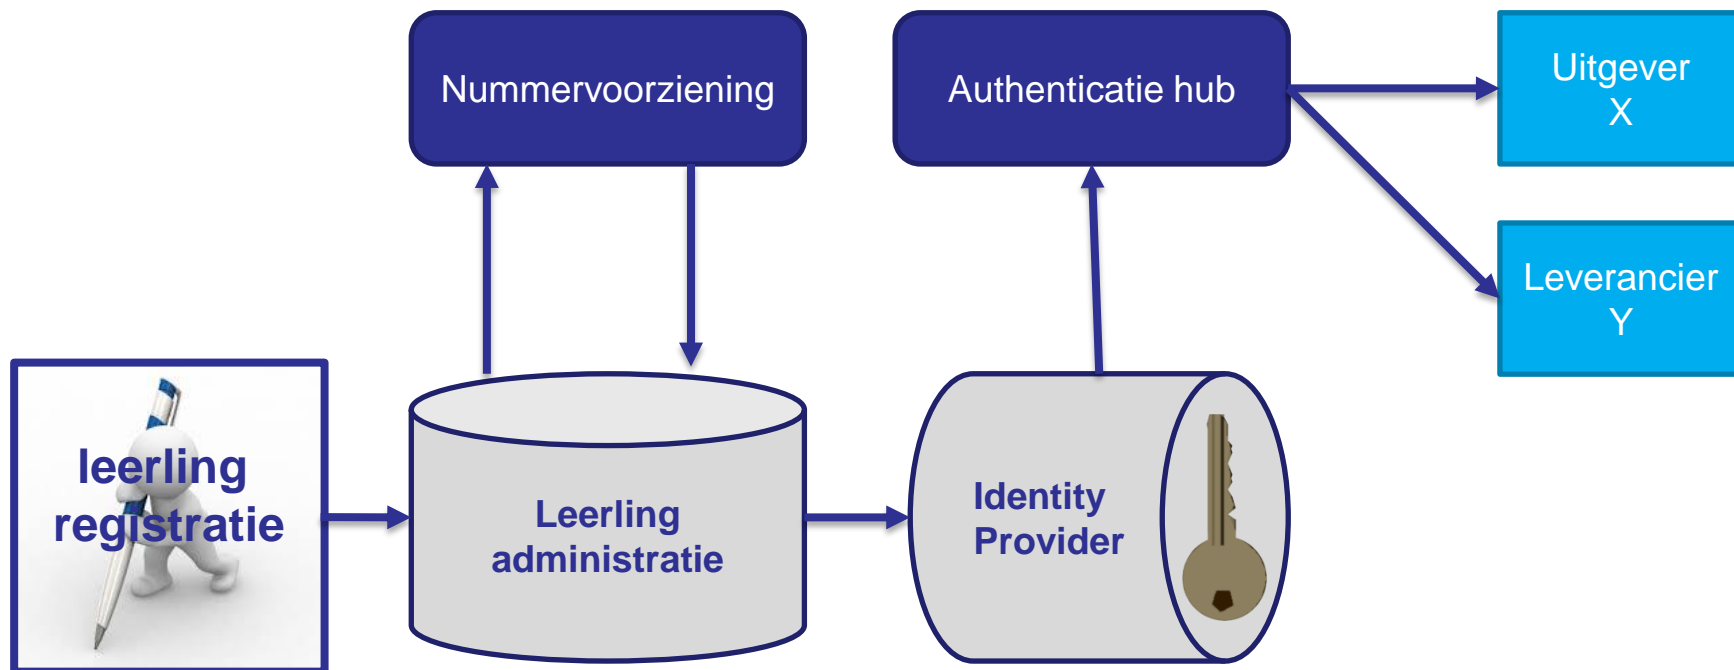 Nummervoorziening
Authenticatie hub
Uitgever
X
Leverancier
Y
leerling
registratie
Leerling
administratie
Identity
Provider